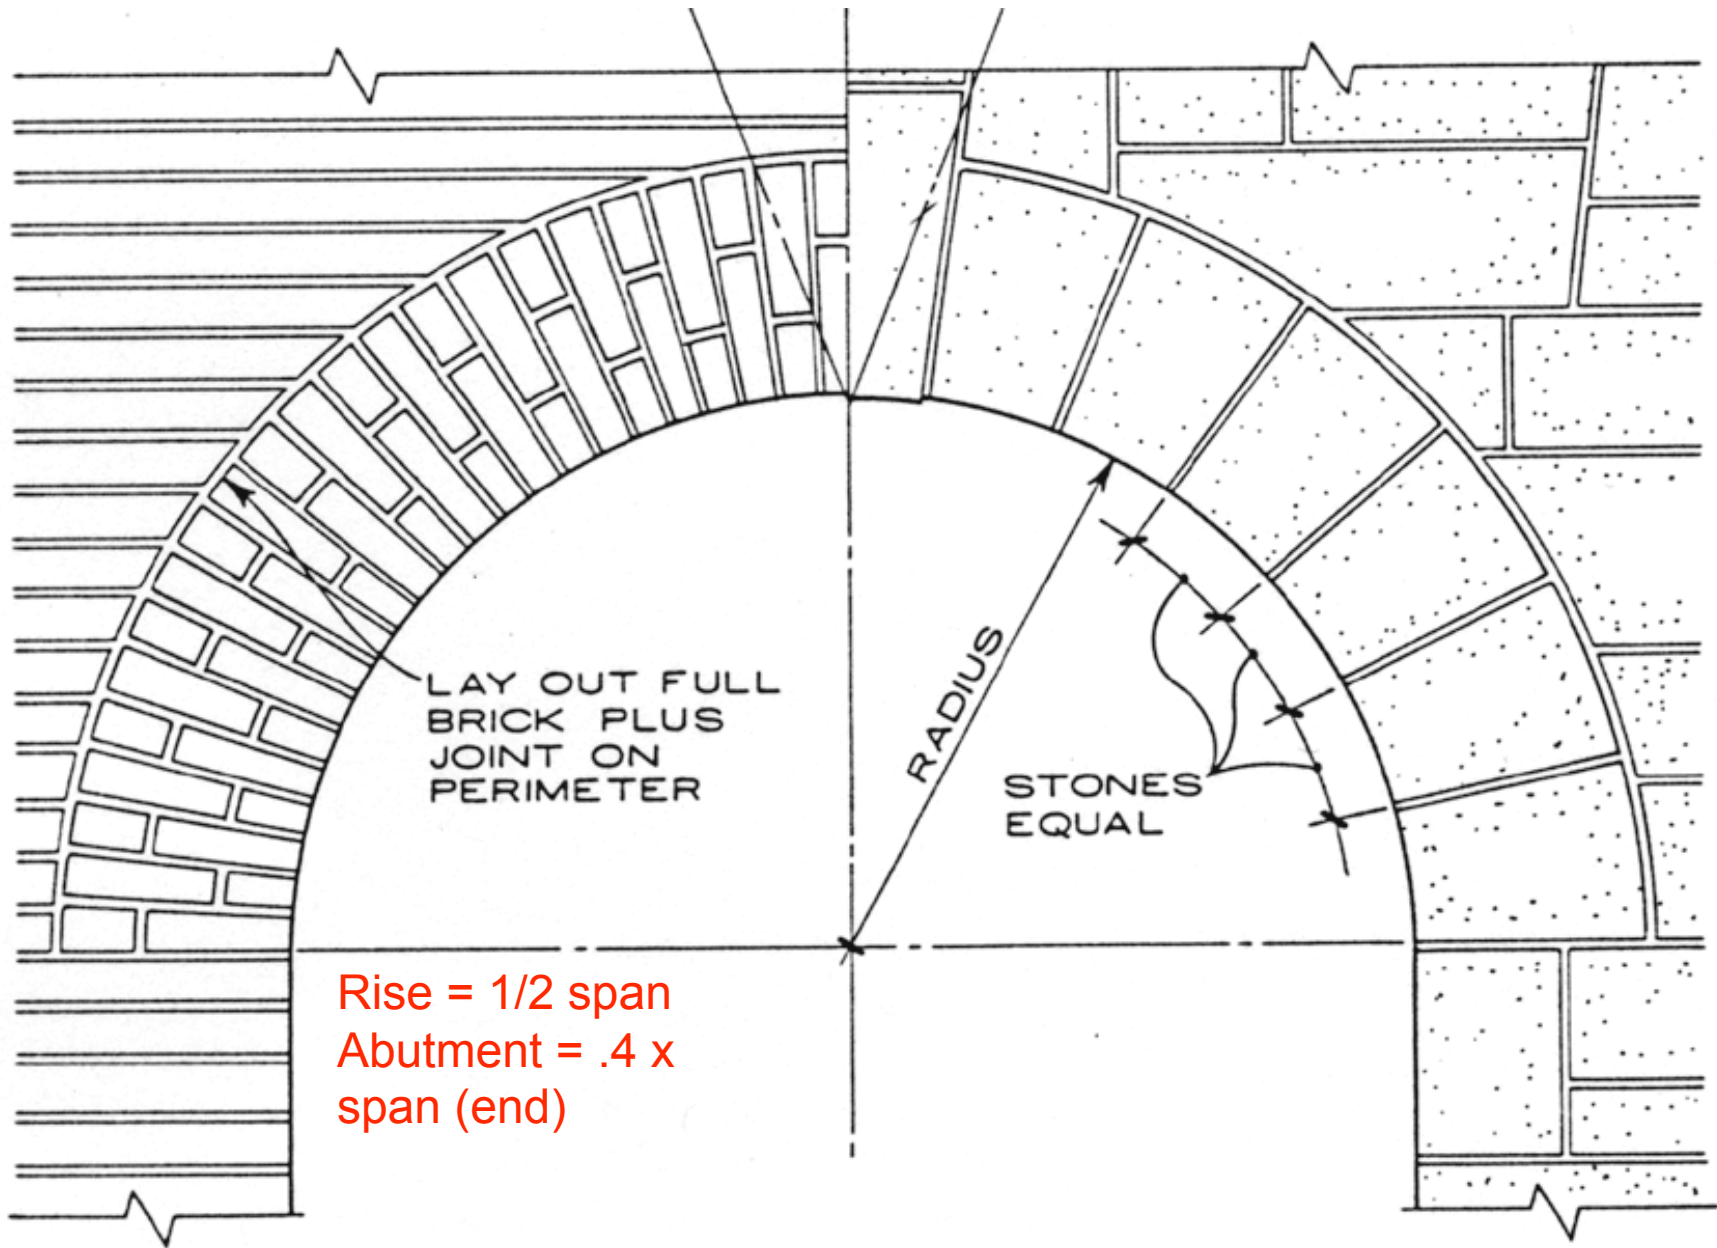 LAY OUT FULL
BRICK PLUS
JOINT ON
PERIMETER
RADIUS
STONES
EQUAL
Rise = 1/2 span
Abutment = .4 x
span (end)